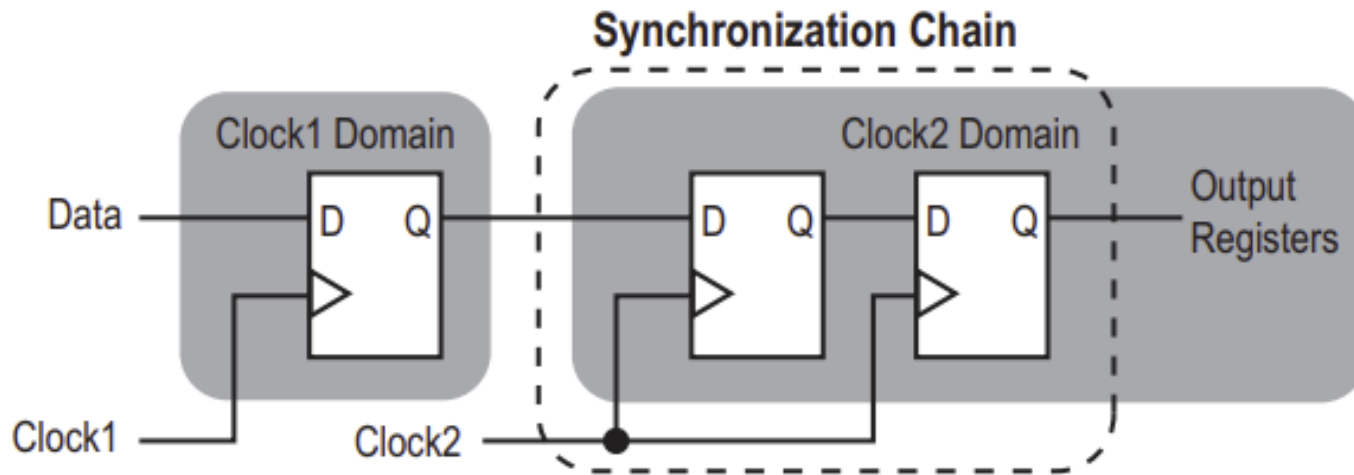 Synchronization Chain
Clock1 Domain
Clock2 Domain
Data
D Q
D Q
D Q
Output
Registers
Clock1
Clock2